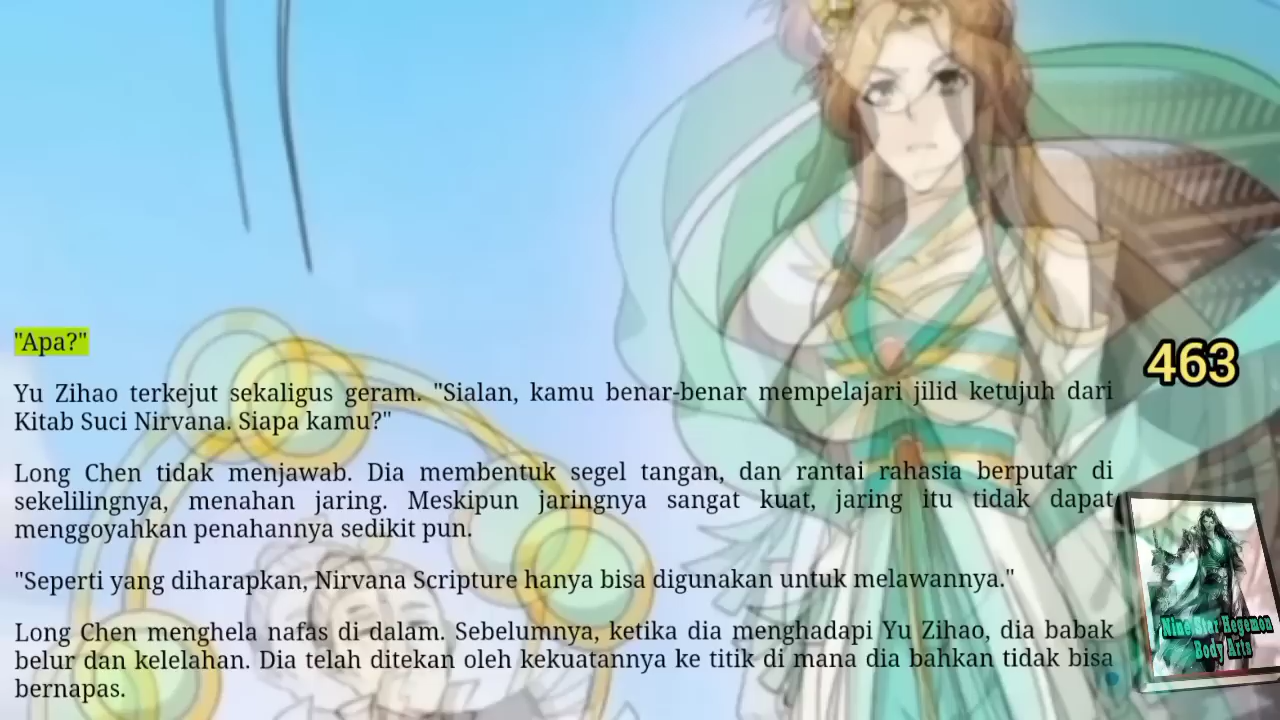 "Apa?"
Yu Zihao terkejut sekaligus geram. "Sialan, kamu benar-benar mempelajari jilid ketujuh dari
Kitab Suci Nirvana. Siapa kamu?"
Long Chen tidak menjawab. Dia membentuk segel tangan, dan rantai rahasia berputar di
sekelilingnya, menahan jaring. Meskipun jaringnya sangat kuat, jaring itu tidak dapat
menggoyahkan penahannya sedikit pun.
"Seperti yang diharapkan, Nirvana Scripture hanya bisa digunakan untuk melawannya."
Long Chen menghela nafas di dalam. Sebelumnya, ketika dia menghadapi Yu Zihao, dia babak
belur dan kelelahan. Dia telah ditekan oleh kekuatannya ke titik di mana dia bahkan tidak bisa
bernapas.
463
Nine Star Hegemon
Body Arts